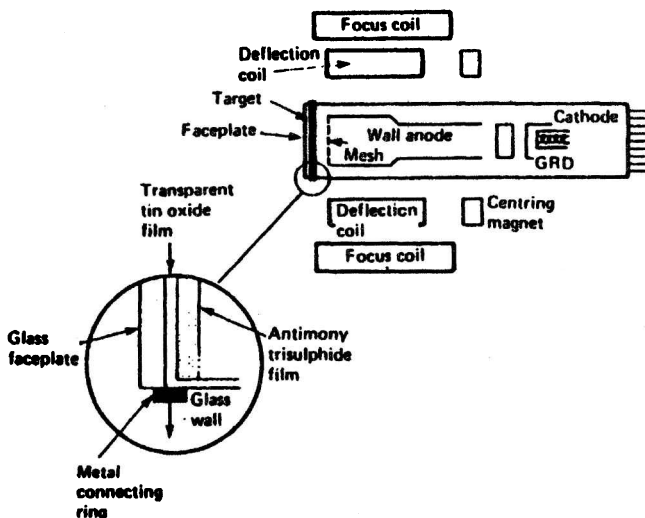 Focus coil
Deflection
coil
Target
Faceplate
Wall anode
Mesh
Cathode
GRD
Transparent
tin oxide
film
Deflection
coil
Centring
magnet
Focus coil
Glass
faceplate
Antimony
trisulphide
film
Glass
wall
Metal
connecting
ring